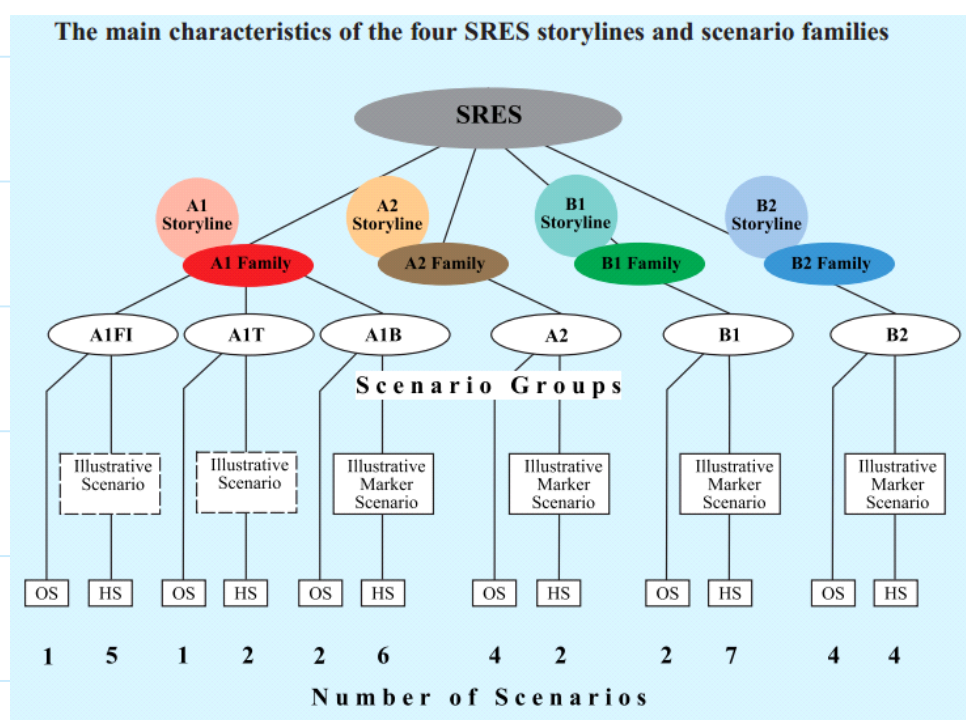 The main characteristics of the four SRES storylines and scenario families
SRES
A1
Storyline
A2
Storyline
B1
Storyline
B2
Storyline
A1 Family
A2 Family
B1 Family
B2 Family
A1FI
A1T
A1B
A2
B1
B2
Scenario Groups
Illustrative
Scenario
Illustrative
Scenario
Illustrative
Marker
Scenario
Illustrative
Marker
Scenario
Illustrative
Marker
Scenario
Illustrative
Marker
Scenario
OS HS OS HS OS HS OS HS OS HS OS HS
1 5 1 2 2 6 4 2 2 7 4 4
Number of Scenarios